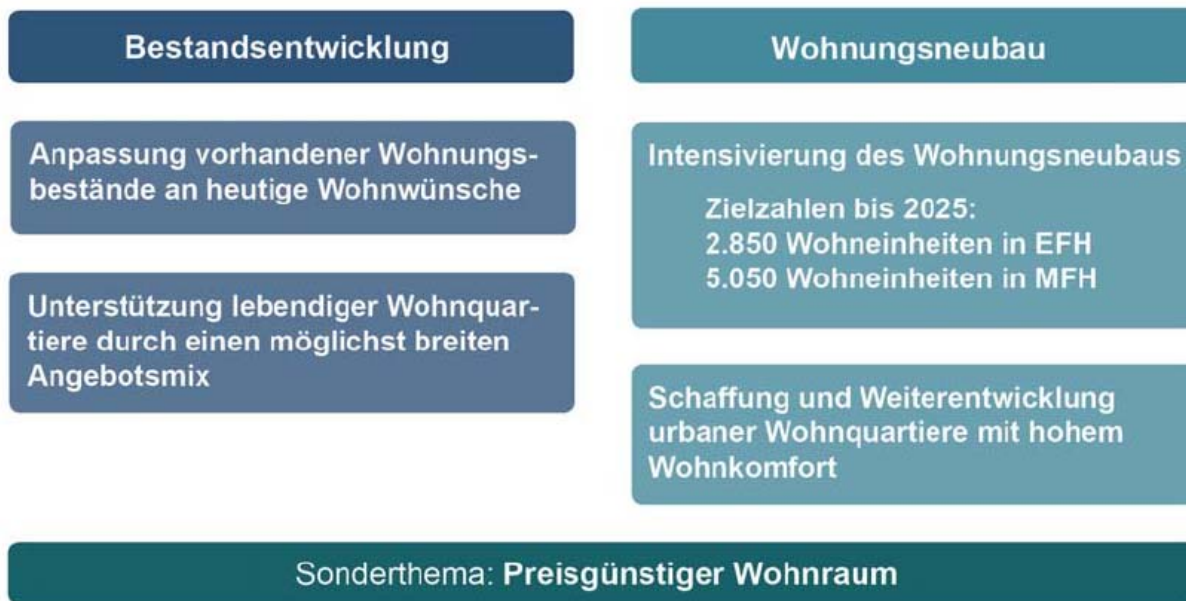 Bestandsentwicklung
Anpassung vorhandener Wohnungs-
bestände an heutige Wohnwünsche
Unterstützung lebendiger Wohnquar-
tiere durch einen möglichst breiten
Angebotsmix
Wohnungsneubau
Intensivierung des Wohnungsneubaus
Zielzahlen bis 2025:
2.850 Wohneinheiten in EFH
5.050 Wohneinheiten in MFH
Schaffung und Weiterentwicklung
urbaner Wohnquartiere mit hohem
Wohnkomfort
Sonderthema: Preisgünstiger Wohnraum